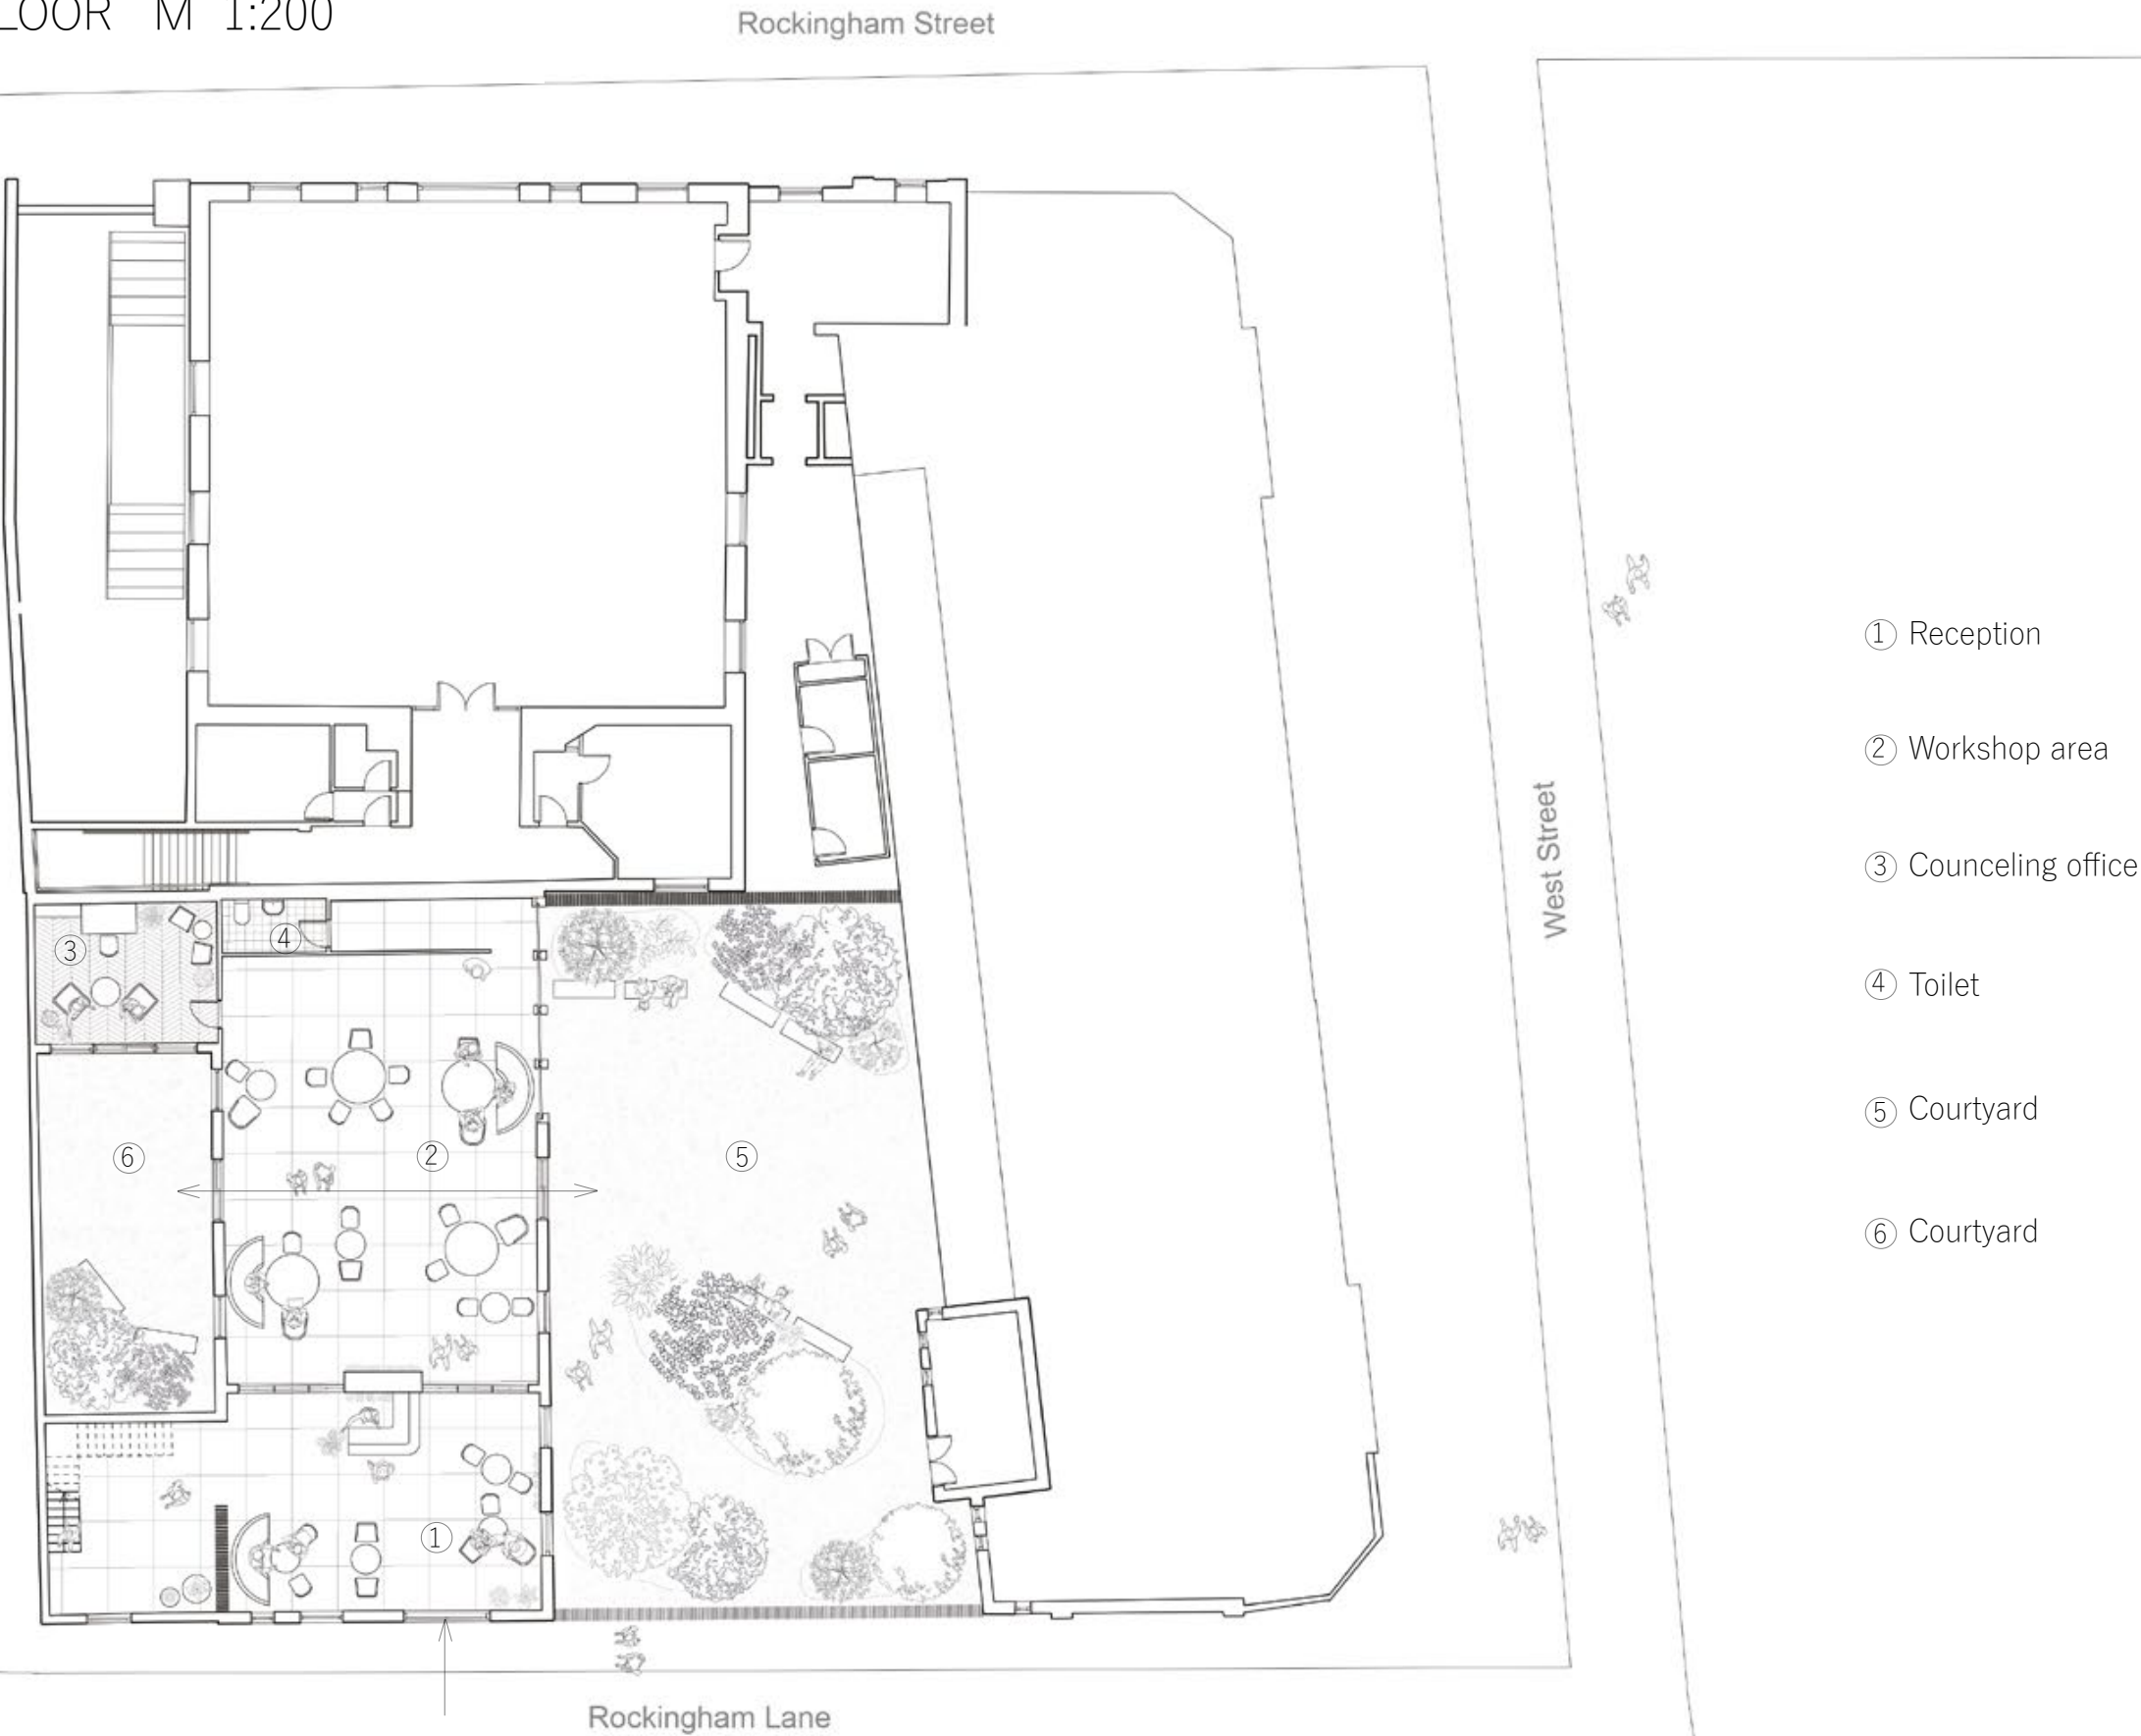 LOOR M 1:200
Rockingham Street
① Reception
② Workshop area
③ Counceling office
④ Toilet
⑤ Courtyard
⑥ Courtyard
West Street
③
④
⑥
②
⑤
①
Rockingham Lane